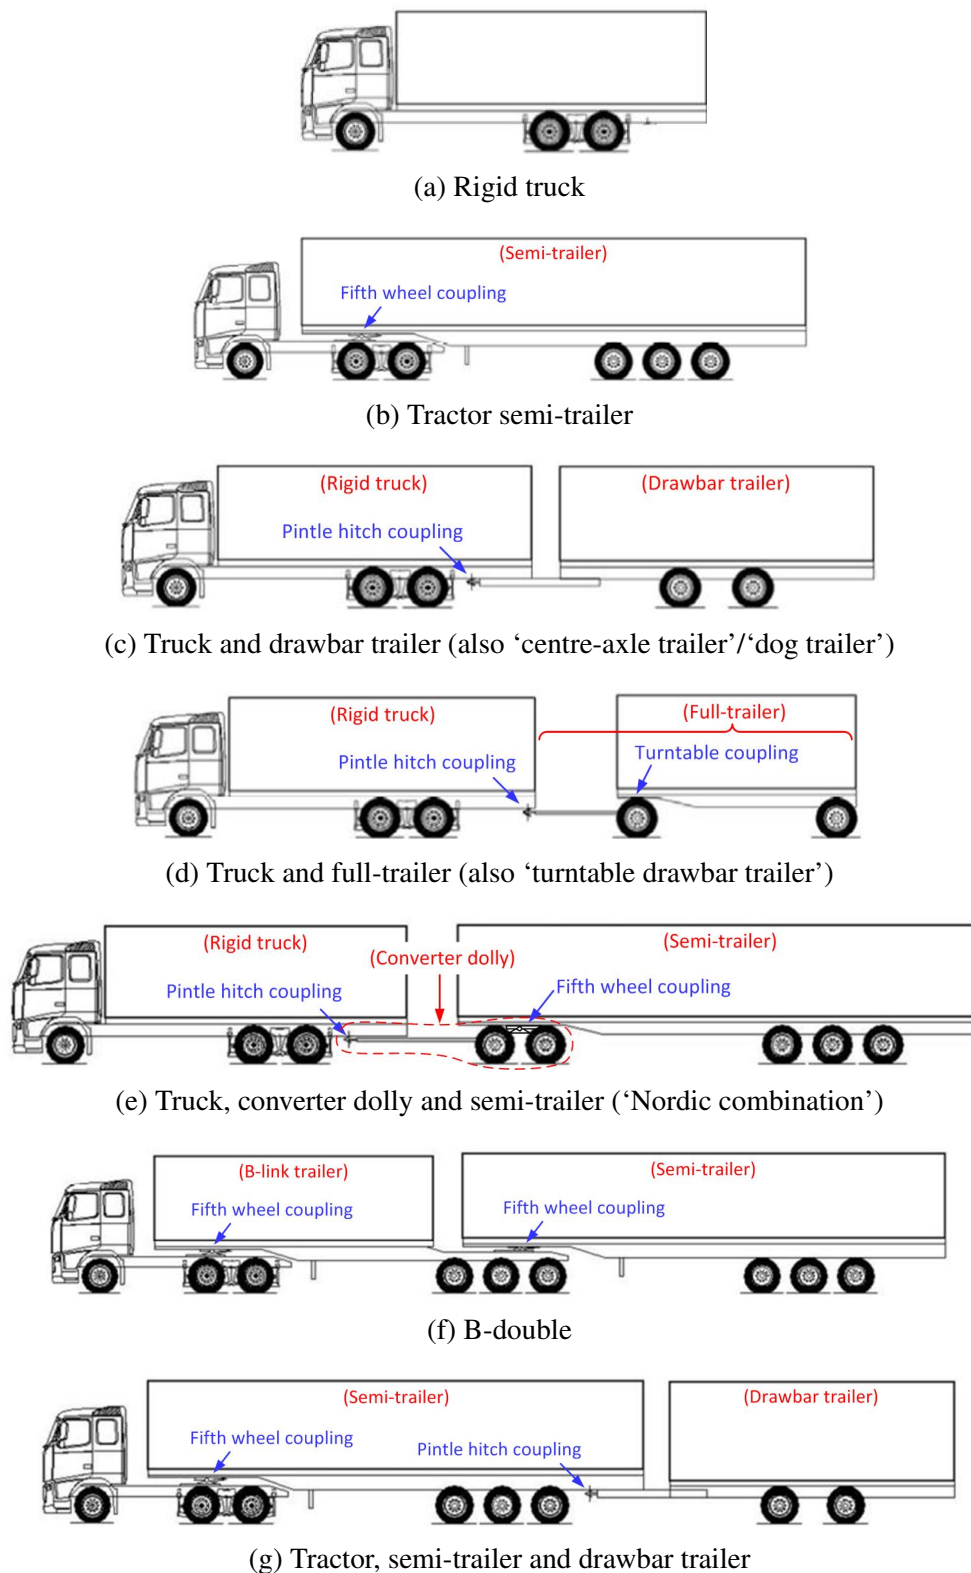 (a) Rigid truck
(Semi-trailer)
Fifth wheel coupling
(b) Tractor semi-trailer
(Rigid truck)
(Drawbar trailer)
Pintle hitch coupling
(c) Truck and drawbar trailer (also ‘centre-axle trailer’/‘dog trailer’)
(Rigid truck)
(Full-trailer)
Pintle hitch coupling
Turntable coupling
(d) Truck and full-trailer (also ‘turntable drawbar trailer’)
(Rigid truck)
(Converter dolly)
(Semi-trailer)
Pintle hitch coupling
Fifth wheel coupling
(e) Truck, converter dolly and semi-trailer (‘Nordic combination’)
(B-link trailer)
(Semi-trailer)
Fifth wheel coupling
Fifth wheel coupling
(f) B-double
(Semi-trailer)
(Drawbar trailer)
Fifth wheel coupling
Pintle hitch coupling
(g) Tractor, semi-trailer and drawbar trailer